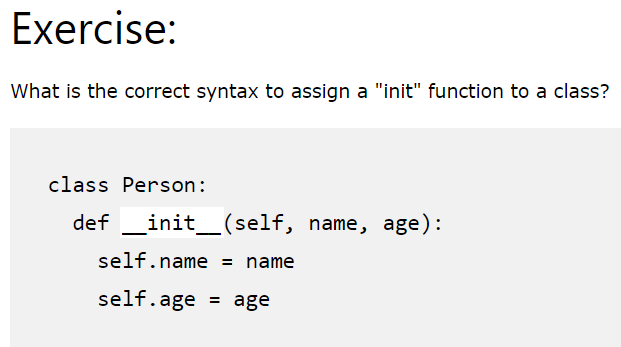 Exercise:
What is the correct syntax to assign a "init" function to a class?
class Person:
  def __init__(self, name, age):
    self.name = name
    self.age = age